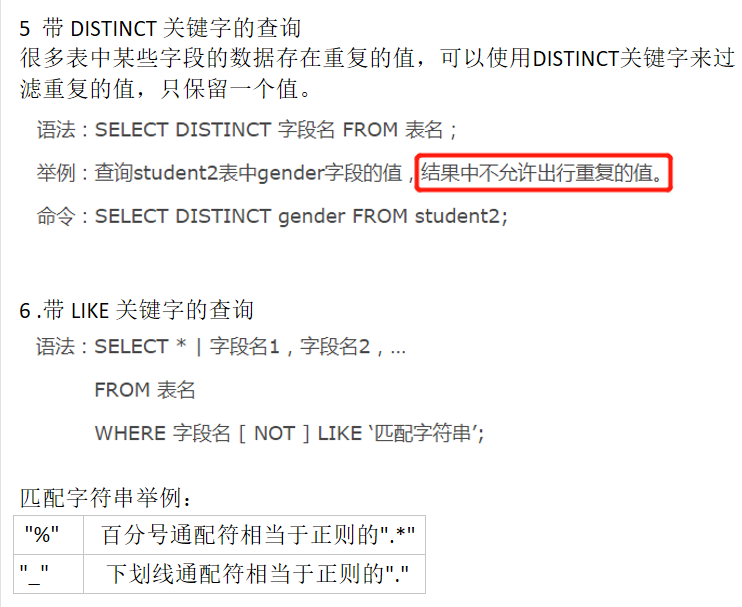 5 带 DISTINCT 关键字的查询
很多表中某些字段的数据存在重复的值，可以使用DISTINCT关键字来过
滤重复的值，只保留一个值。
语法：SELECT DISTINCT 字段名 FROM 表名；
举例：查询student2表中gender字段的值，结果中不允许出行重复的值。
命令：SELECT DISTINCT gender FROM student2;
6 .带 LIKE 关键字的查询
语法：SELECT * | 字段名1，字段名2，…
FROM 表名
WHERE 字段名 [ NOT ] LIKE ‘匹配字符串’;
匹配字符串举例：
"%" 百分号通配符相当于正则的".*"
"_" 下划线通配符相当于正则的"."